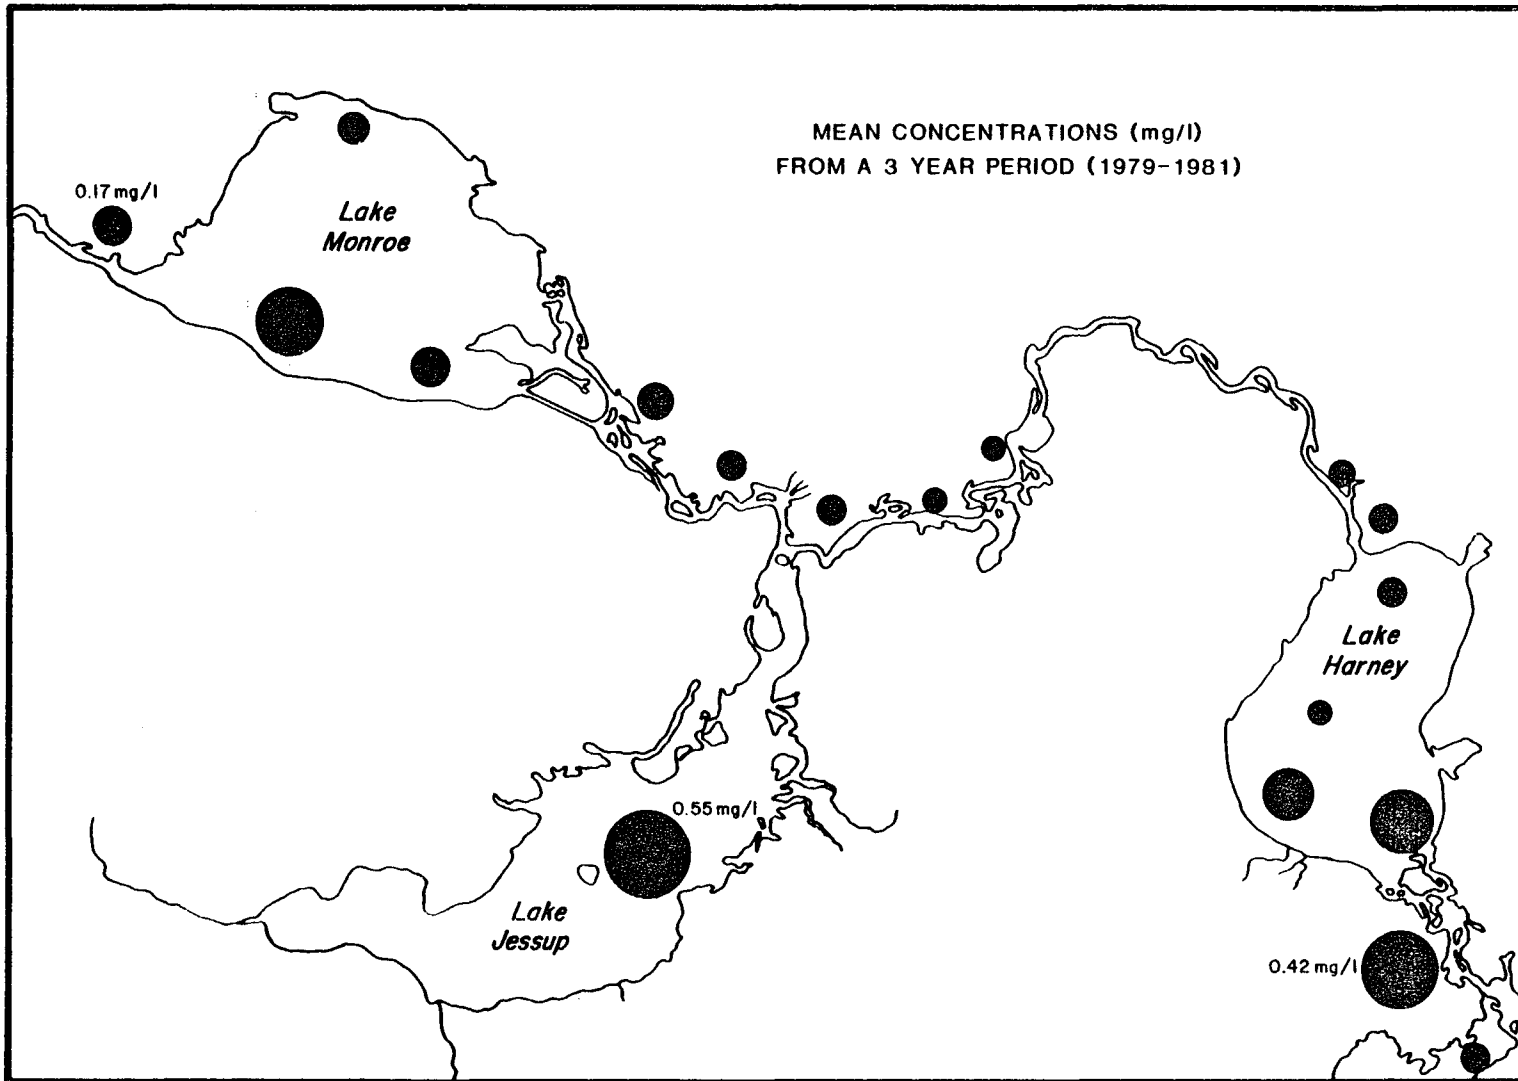 MEAN CONCENTRATIONS (mg/l)
FROM A 3 YEAR PERIOD (1979-1981)
0.17 mg/l
Lake
Monroe
Lake
Harney
0.55 mg/l
Lake
Jessup
0.42 mg/l